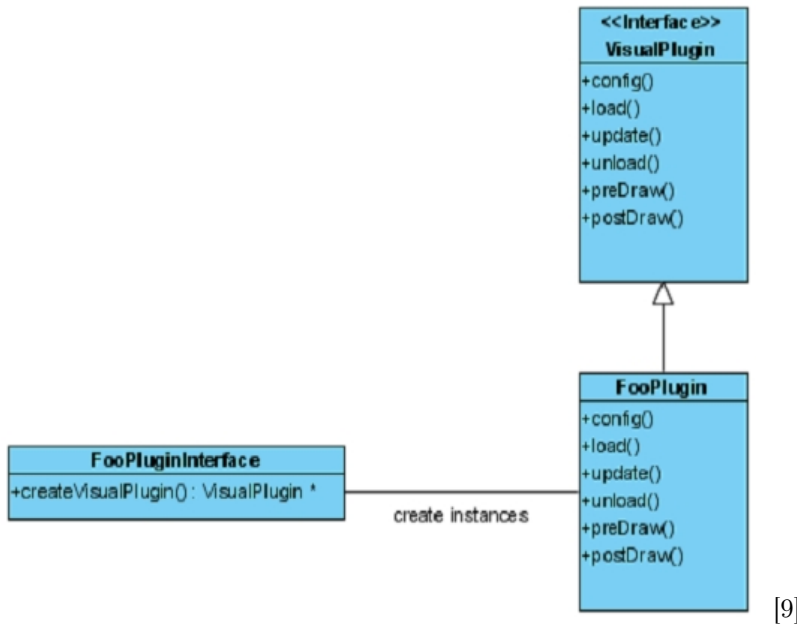 <<Interface>>
VisualPlugin
+config()
+load()
+update()
+unload()
+preDraw()
+postDraw()
FooPlugin
+config()
+load()
+update()
+unload()
+preDraw()
+postDraw()
FooPluginInterface
+createVisualPlugin() : VisualPlugin *
create instances
[9]